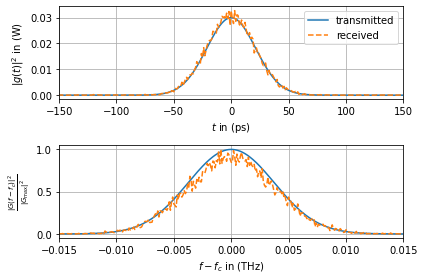 0.03
0.02
0.01
0.00
|g(t)|² in (W)
transmitted
received
−150 −100 −50 0 50 100 150
t in (ps)
1.0
0.5
0.0
|G(f − f_c)|² / |G_max|²
−0.015 −0.010 −0.005 0.000 0.005 0.010 0.015
f − f_c in (THz)